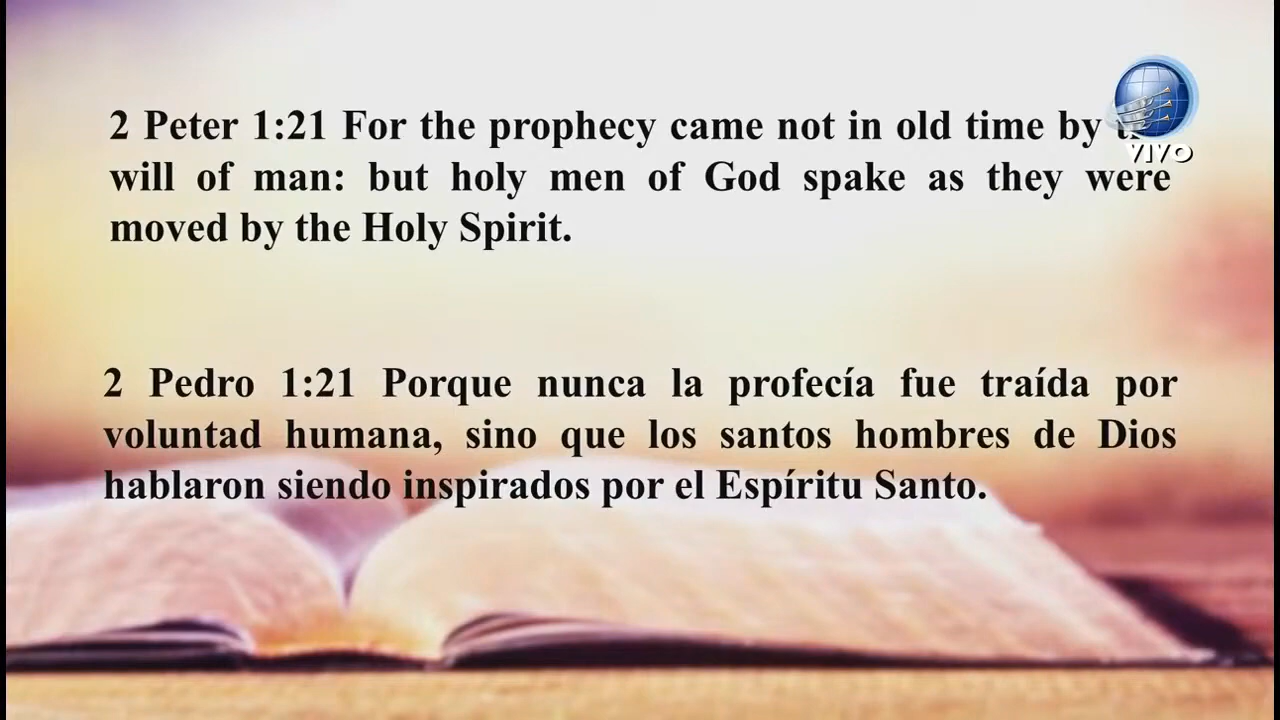 2 Peter 1:21 For the prophecy came not in old time by
will of man: but holy men of God spake as they were
moved by the Holy Spirit.
VIVO
2 Pedro 1:21 Porque nunca la profecía fue traída por
voluntad humana, sino que los santos hombres de Dios
hablaron siendo inspirados por el Espíritu Santo.